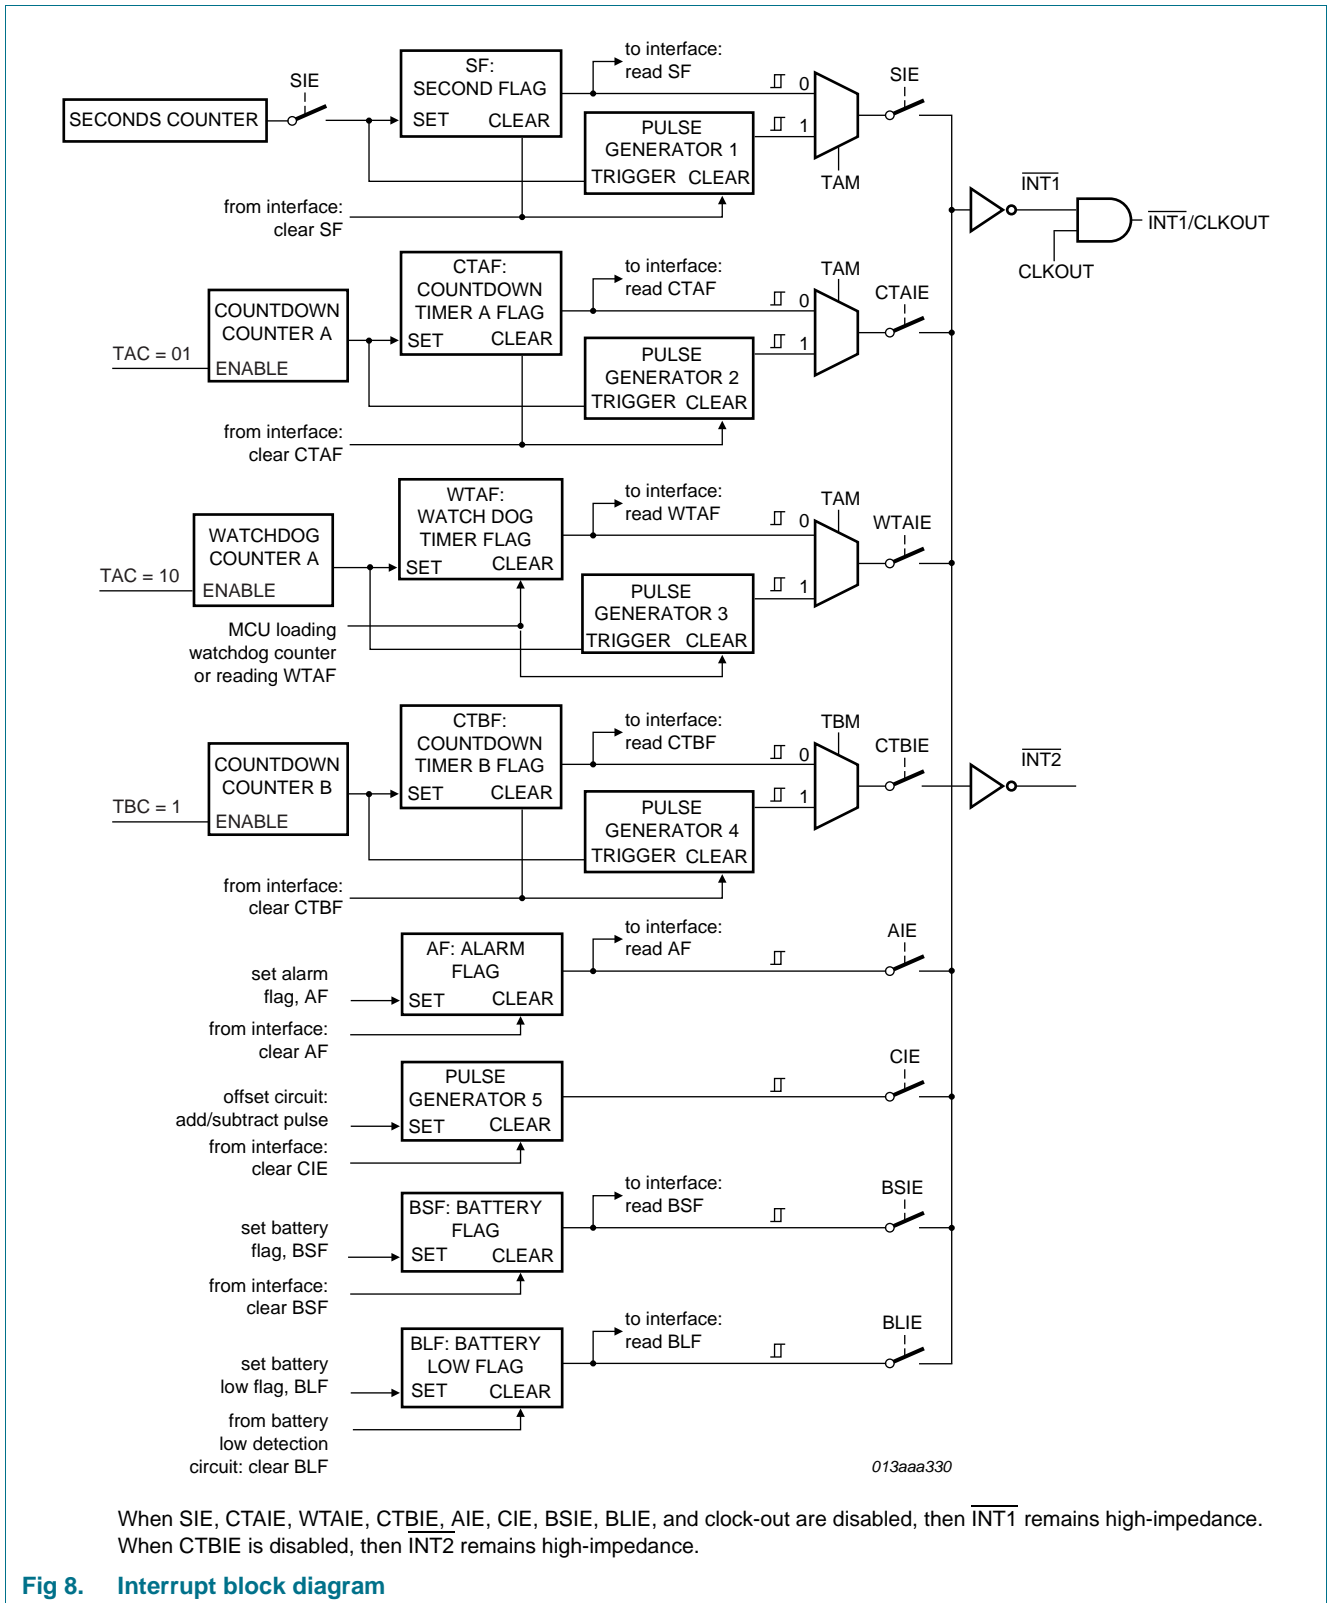 to interface:
read SF
SIE
SF:
SECOND FLAG
SET CLEAR
SECONDS COUNTER
0
1
SIE
PULSE
GENERATOR 1
TRIGGER CLEAR
TAM
from interface:
clear SF
INT1
INT1/CLKOUT
CLKOUT
to interface:
read CTAF
CTAF:
COUNTDOWN
TIMER A FLAG
SET CLEAR
TAM
0
1
CTAIE
COUNTDOWN
COUNTER A
ENABLE
TAC = 01
PULSE
GENERATOR 2
TRIGGER CLEAR
from interface:
clear CTAF
to interface:
read WTAF
WTAF:
WATCH DOG
TIMER FLAG
SET CLEAR
TAM
0
1
WTAIE
WATCHDOG
COUNTER A
ENABLE
TAC = 10
PULSE
GENERATOR 3
TRIGGER CLEAR
MCU loading
watchdog counter
or reading WTAF
to interface:
read CTBF
CTBF:
COUNTDOWN
TIMER B FLAG
SET CLEAR
TBM
0
1
CTBIE
INT2
COUNTDOWN
COUNTER B
ENABLE
TBC = 1
PULSE
GENERATOR 4
TRIGGER CLEAR
from interface:
clear CTBF
to interface:
read AF
AF: ALARM
FLAG
SET CLEAR
AIE
set alarm
flag, AF
from interface:
clear AF
PULSE
GENERATOR 5
SET CLEAR
CIE
offset circuit:
add/subtract pulse
from interface:
clear CIE
to interface:
read BSF
BSF: BATTERY
FLAG
SET CLEAR
BSIE
set battery
flag, BSF
from interface:
clear BSF
to interface:
read BLF
BLF: BATTERY
LOW FLAG
SET CLEAR
BLIE
set battery
low flag, BLF
from battery
low detection
circuit: clear BLF
013aaa330
When SIE, CTAIE, WTAIE, CTBIE, AIE, CIE, BSIE, BLIE, and clock-out are disabled, then INT1 remains high-impedance.
When CTBIE is disabled, then INT2 remains high-impedance.
Fig 8. Interrupt block diagram